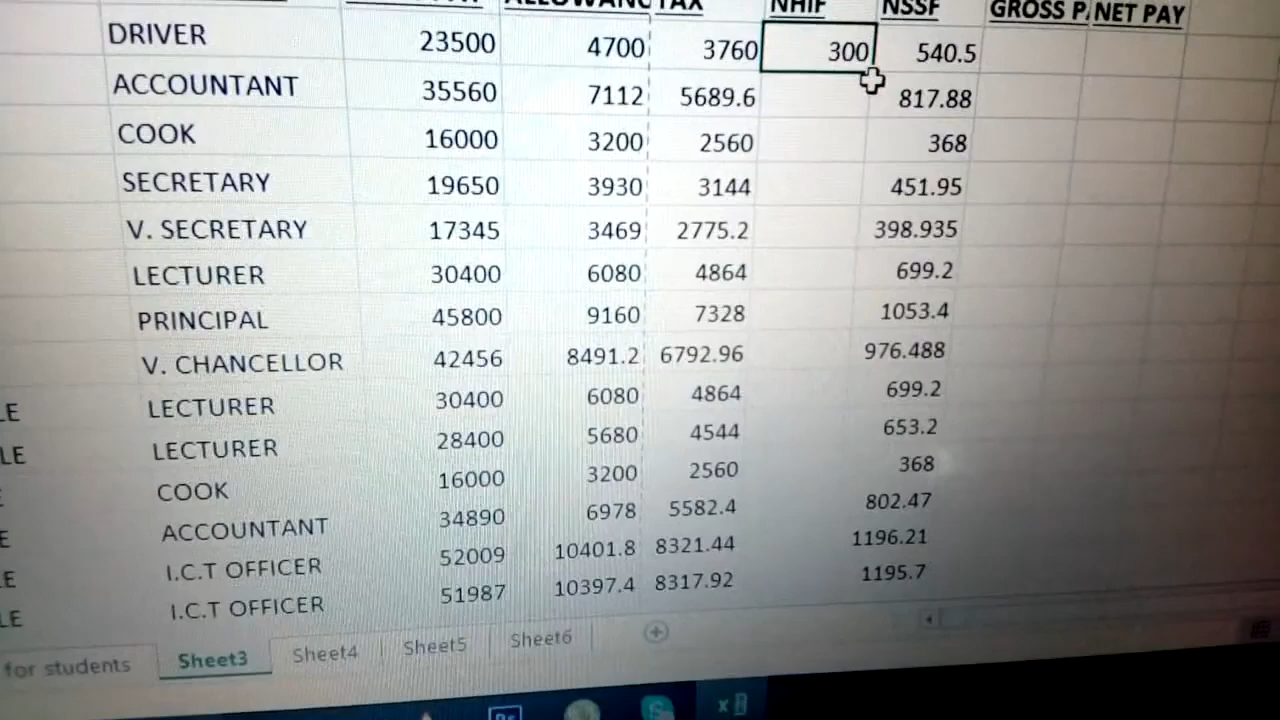 ALLOWANC TAX NHIF NSSF GROSS PA NET PAY
DRIVER 23500 4700 3760 300 540.5
ACCOUNTANT 35560 7112 5689.6 817.88
COOK 16000 3200 2560 368
SECRETARY 19650 3930 3144 451.95
V. SECRETARY 17345 3469 2775.2 398.935
LECTURER 30400 6080 4864 699.2
PRINCIPAL 45800 9160 7328 1053.4
V. CHANCELLOR 42456 8491.2 6792.96 976.488
LE LECTURER 30400 6080 4864 699.2
LE LECTURER 28400 5680 4544 653.2
E COOK 16000 3200 2560 368
E ACCOUNTANT 34890 6978 5582.4 802.47
LE I.C.T OFFICER 52009 10401.8 8321.44 1196.21
LE I.C.T OFFICER 51987 10397.4 8317.92 1195.7
for students Sheet3 Sheet4 Sheet5 Sheet6